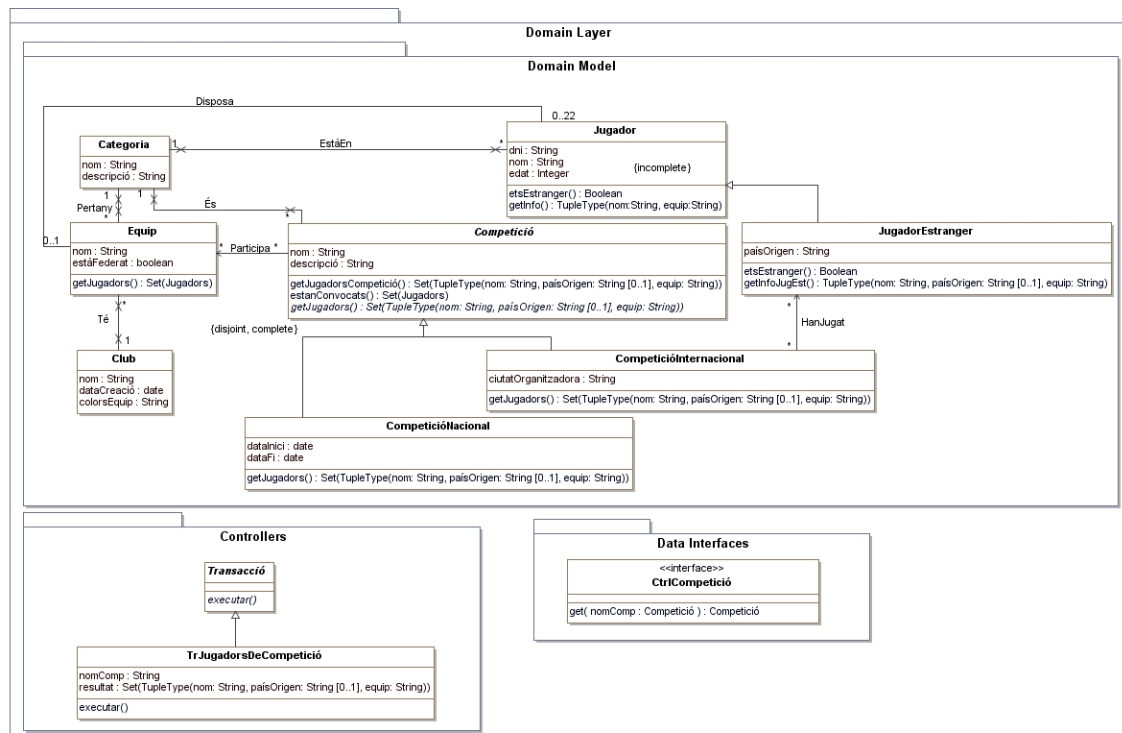 Domain Layer
Domain Model
Disposa
0..22
Jugador
dni : String
nom : String
edat : Integer
{incomplete}
etsEstranger() : Boolean
getInfo() : TupleType(nom:String, equip:String)
Categoria
nom : String
descripció : String
1
EstàEn
*
1
1
És
Pertany
*
*
Equip
nom : String
estàFederat : boolean
getJugadors() : Set(Jugadors)
0..1
* Participa *
Competició
nom : String
descripció : String
getJugadorsCompetició() : Set(TupleType(nom: String, païsOrigen: String [0..1], equip: String))
estanConvocats() : Set(Jugadors)
getJugadors() : Set(TupleType(nom: String, païsOrigen: String [0..1], equip: String))
JugadorEstranger
païsOrigen : String
etsEstranger() : Boolean
getInfoJugEst() : TupleType(nom: String, païsOrigen: String [0..1], equip: String)
*
Té
1
{disjoint, complete}
*
HanJugat
*
Club
nom : String
dataCreació : date
colorsEquip : String
CompeticióInternacional
ciutatOrganitzadora : String
getJugadors() : Set(TupleType(nom: String, païsOrigen: String [0..1], equip: String))
CompeticióNacional
dataInici : date
dataFi : date
getJugadors() : Set(TupleType(nom: String, païsOrigen: String [0..1], equip: String))
Controllers
Transacció
executar()
TrJugadorsDeCompetició
nomComp : String
resultat : Set(TupleType(nom: String, païsOrigen: String [0..1], equip: String))
executar()
Data Interfaces
<<interface>>
CtrlCompetició
get( nomComp : Competició ) : Competició